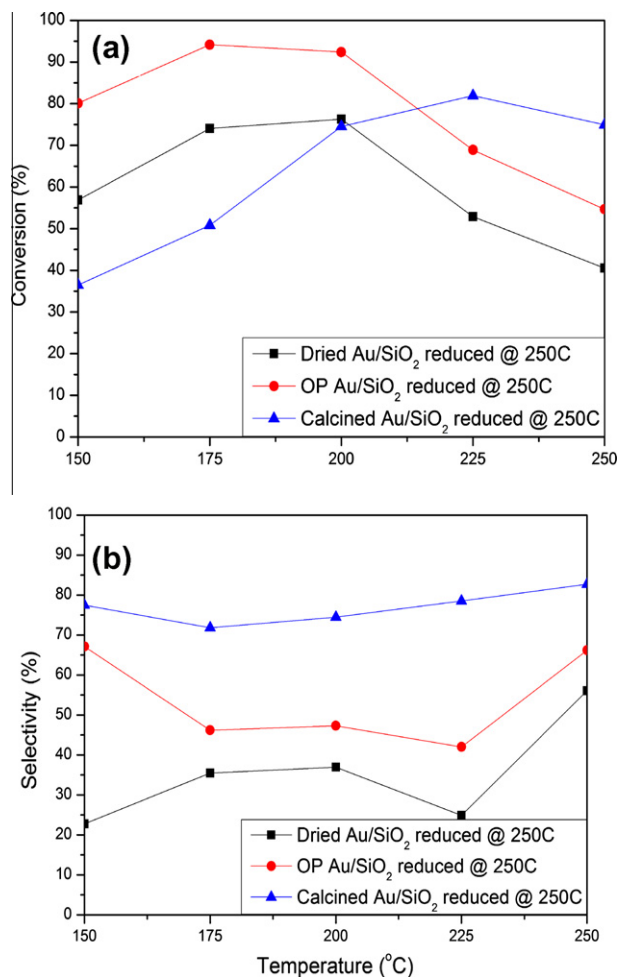 (a)
Conversion (%)
100
90
80
70
60
50
40
30
20
10
0
Dried Au/SiO₂ reduced @ 250C
OP Au/SiO₂ reduced @ 250C
Calcined Au/SiO₂ reduced @ 250C
150 175 200 225 250
(b)
Selectivity (%)
100
90
80
70
60
50
40
30
20
10
0
Dried Au/SiO₂ reduced @ 250C
OP Au/SiO₂ reduced @ 250C
Calcined Au/SiO₂ reduced @ 250C
150 175 200 225 250
Temperature (°C)